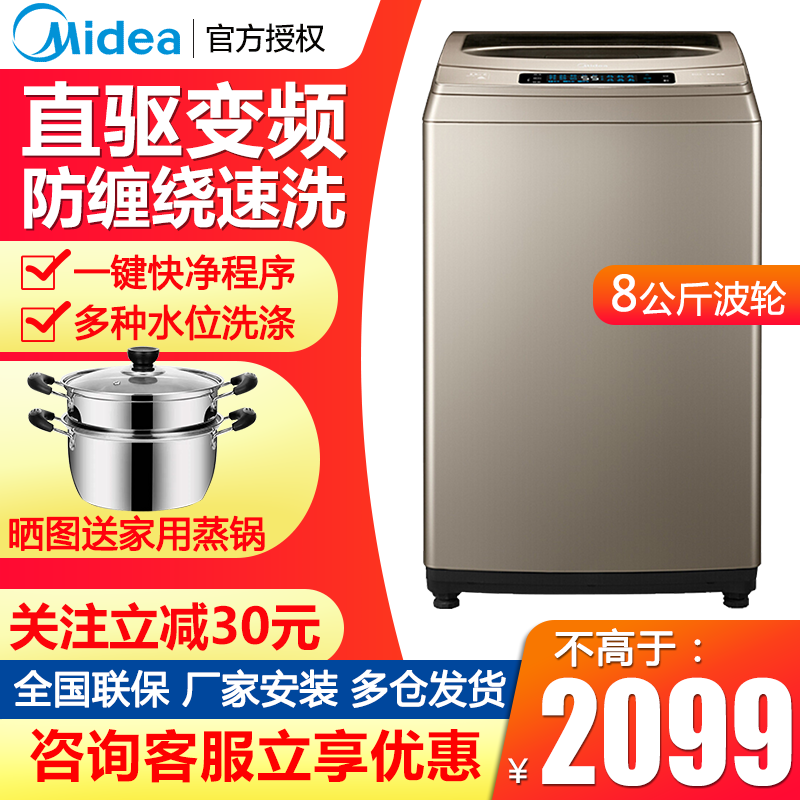 Midea 官方授权
直驱变频
防缠绕速洗
一键快净程序
多种水位洗涤
Midea
8公斤波轮
晒图送家用蒸锅
关注立减30元
全国联保 厂家安装 多仓发货
咨询客服立享优惠
不高于：
¥2099